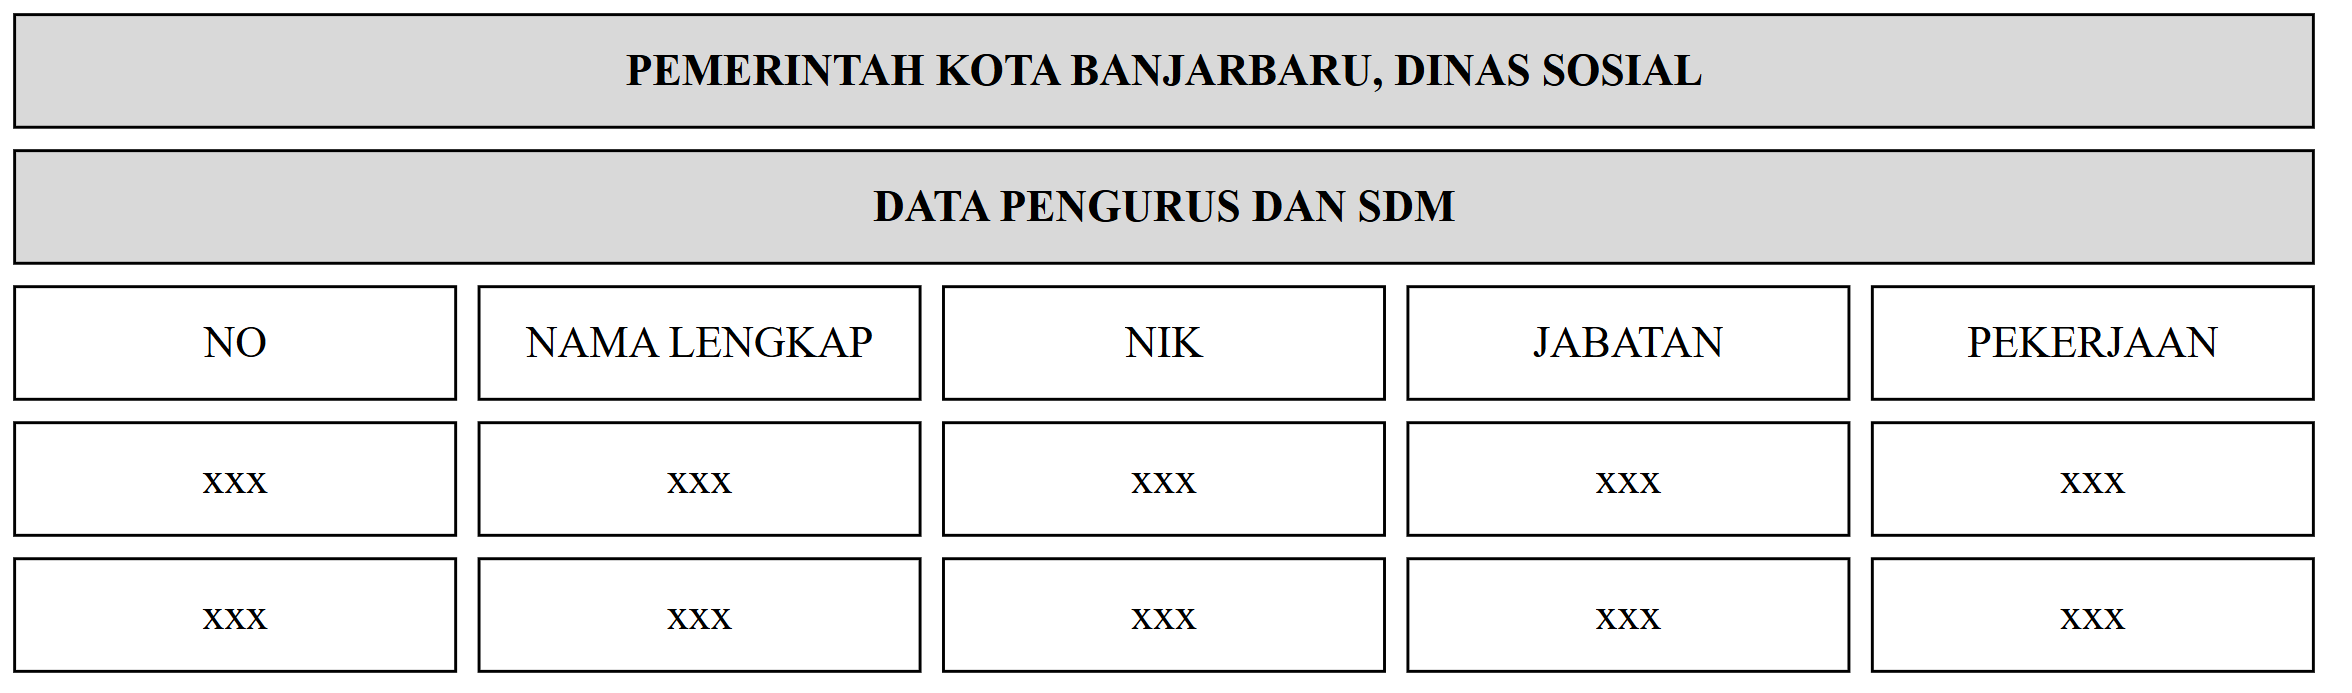 PEMERINTAH KOTA BANJARBARU, DINAS SOSIAL
DATA PENGURUS DAN SDM
NO NAMA LENGKAP NIK JABATAN PEKERJAAN
xxx xxx xxx xxx xxx
xxx xxx xxx xxx xxx